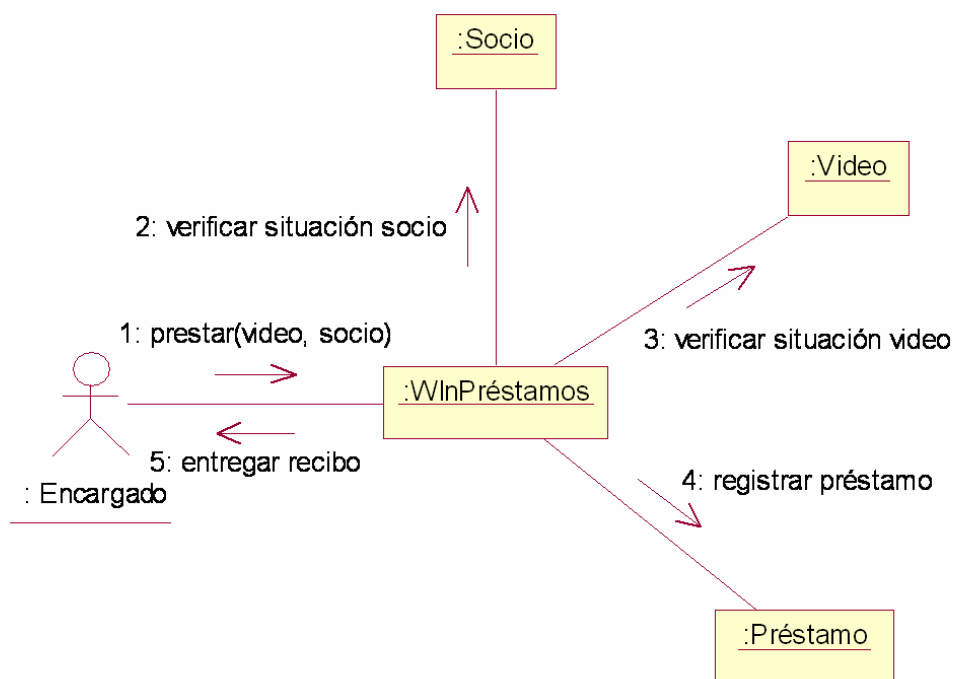 :Socio
:Video
2: verificar situación socio
1: prestar(video, socio)
3: verificar situación video
:WInPréstamos
5: entregar recibo
4: registrar préstamo
: Encargado
:Préstamo